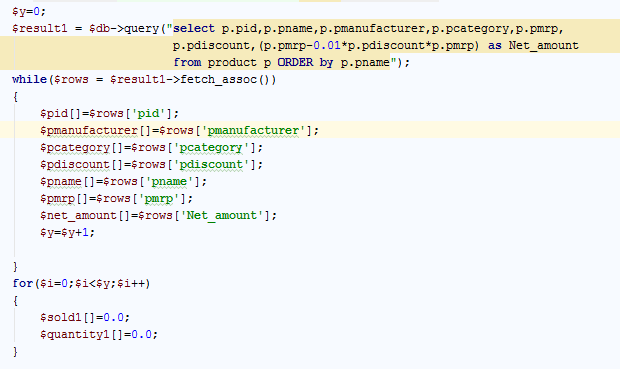 $y=0;
$result1 = $db->query("select p.pid,p.pname,p.pmanufacturer,p.pcategory,p.pmrp,
p.pdiscount,(p.pmrp-0.01*p.pdiscount*p.pmrp) as Net_amount
from product p ORDER by p.pname");
while($rows = $result1->fetch_assoc())
{
$pid[]=$rows['pid'];
$pmanufacturer[]=$rows['pmanufacturer'];
$pcategory[]=$rows['pcategory'];
$pdiscount[]=$rows['pdiscount'];
$pname[]=$rows['pname'];
$pmrp[]=$rows['pmrp'];
$net_amount[]=$rows['Net_amount'];
$y=$y+1;
}
for($i=0;$i<$y;$i++)
{
$sold1[]=0.0;
$quantity1[]=0.0;
}